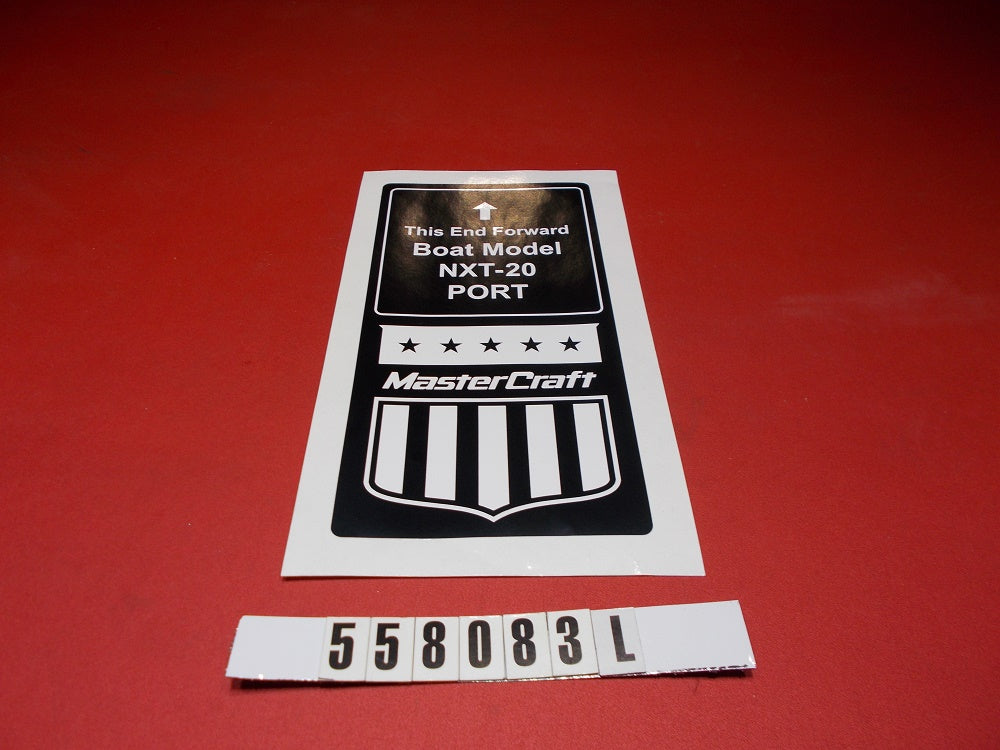 This End Forward
Boat Model
NXT-20
PORT
MasterCraft
558083L